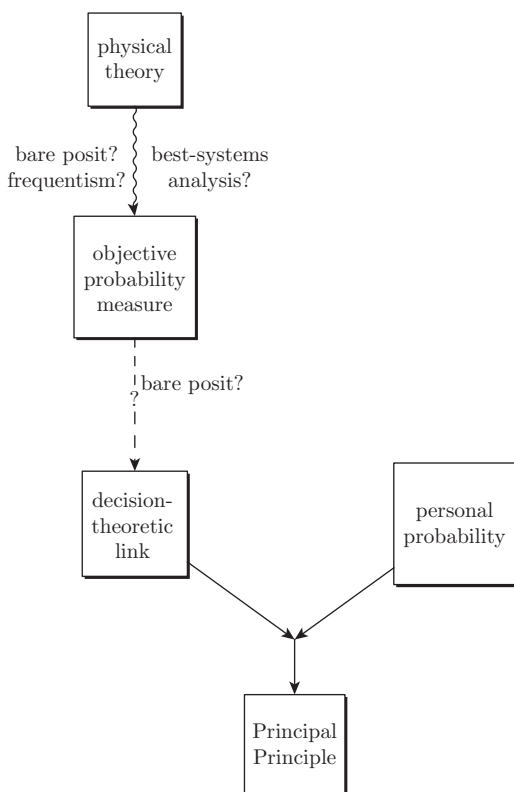 physical
theory
bare posit?
frequentism?
best-systems
analysis?
objective
probability
measure
bare posit?
?
decision-
theoretic
link
personal
probability
Principal
Principle